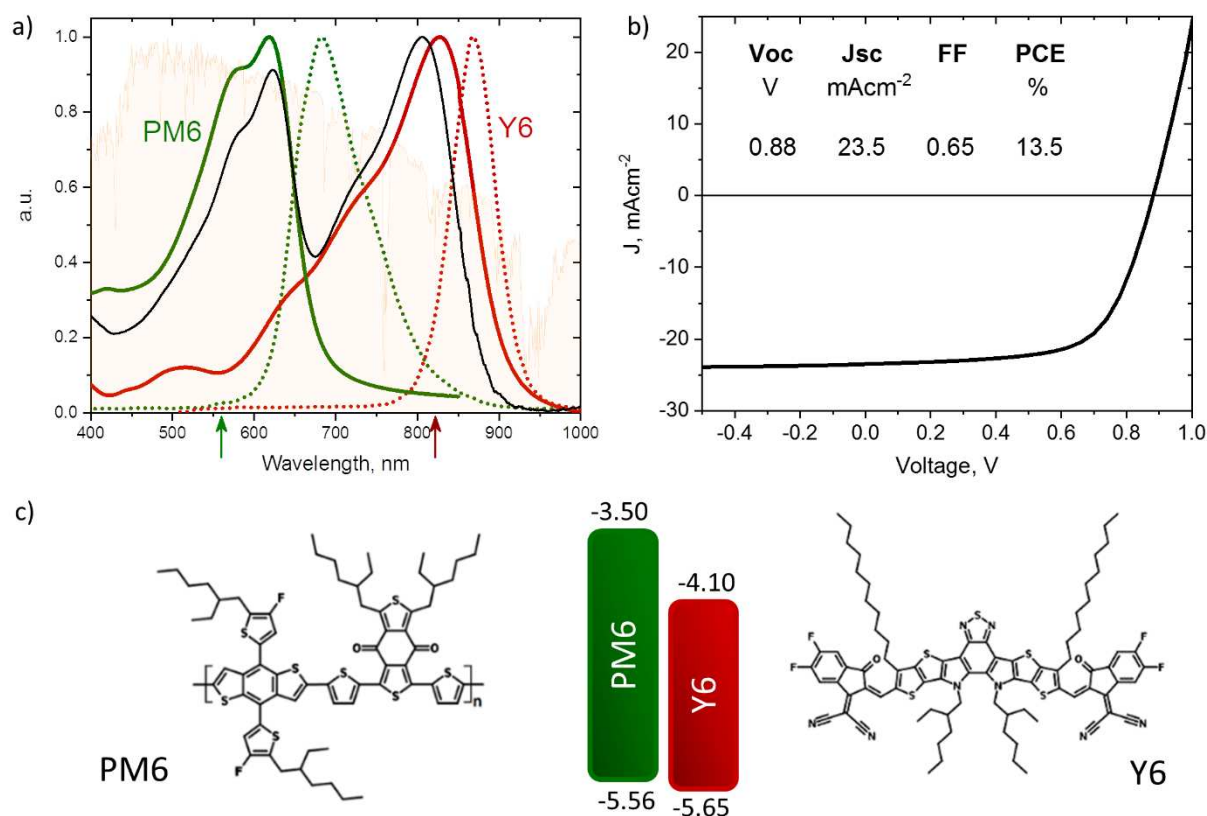 a)
1.0
0.8
0.6
0.4
0.2
0.0
a.u.
PM6
Y6
400 500 600 700 800 900 1000
Wavelength, nm
b)
20
10
0
-10
-20
-30
J, mAcm⁻²
Voc Jsc FF PCE
V mAcm⁻² %
0.88 23.5 0.65 13.5
-0.4 -0.2 0.0 0.2 0.4 0.6 0.8 1.0
Voltage, V
c)
F
S
S
S
S
O
O
S
S
S
n
S
F
PM6
-3.50
PM6
-5.56
-4.10
Y6
-5.65
S
N N
F
F
O
S
S
S
S
O
F
F
N N
N
N
N
N
Y6